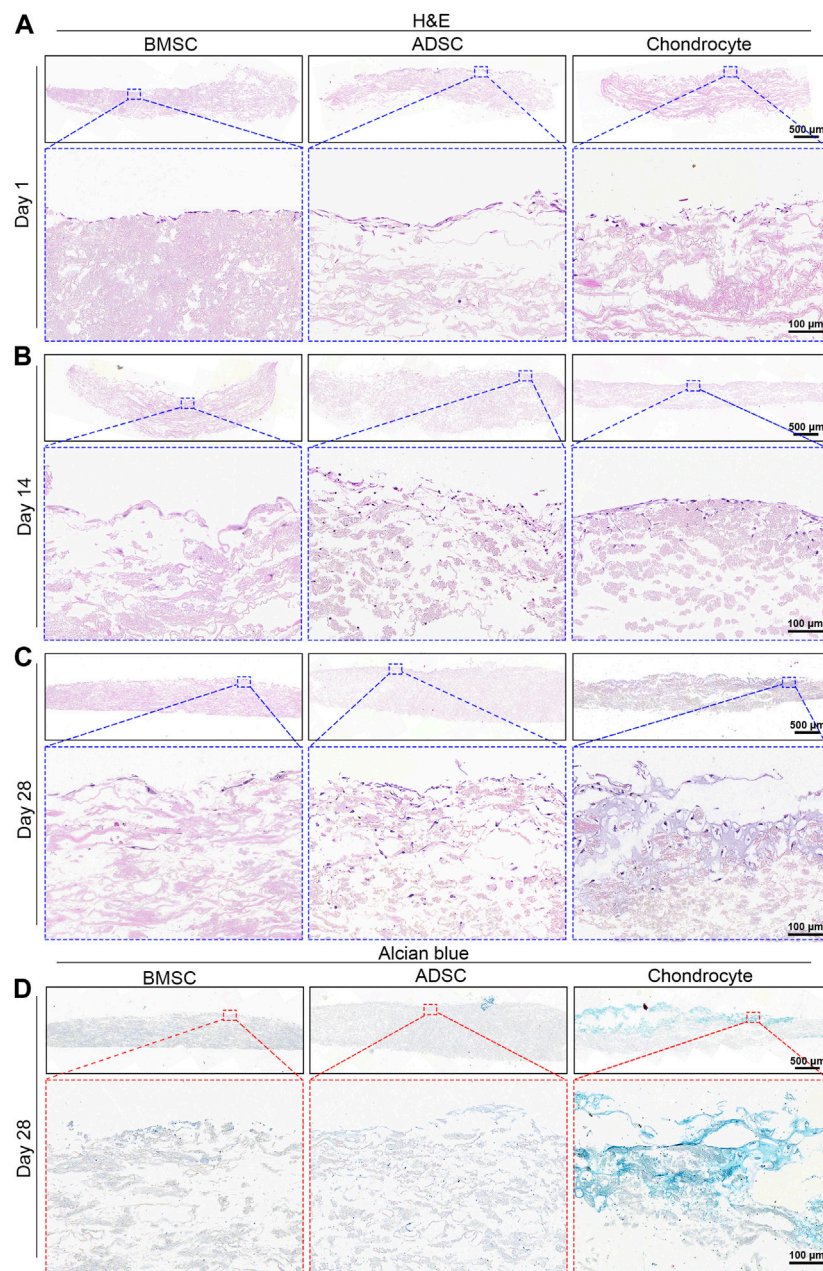 A
H&E
BMSC
ADSC
Chondrocyte
Day 1
500 μm
100 μm
B
Day 14
500 μm
100 μm
C
Day 28
500 μm
100 μm
Alcian blue
D
BMSC
ADSC
Chondrocyte
Day 28
500 μm
100 μm